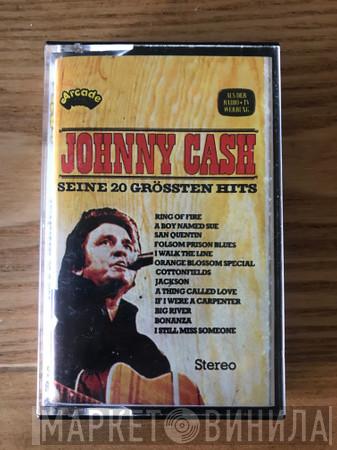 Arcade
AUS DER
RADIO + TV
WERBUNG
JOHNNY CASH
SEINE 20 GRÖSSTEN HITS
RING OF FIRE
A BOY NAMED SUE
SAN QUENTIN
FOLSOM PRISON BLUES
I WALK THE LINE
ORANGE BLOSSOM SPECIAL
COTTONFIELDS
JACKSON
A THING CALLED LOVE
IF I WERE A CARPENTER
BIG RIVER
BONANZA
I STILL MISS SOMEONE
Stereo
МАРКЕТ ВИНИЛА